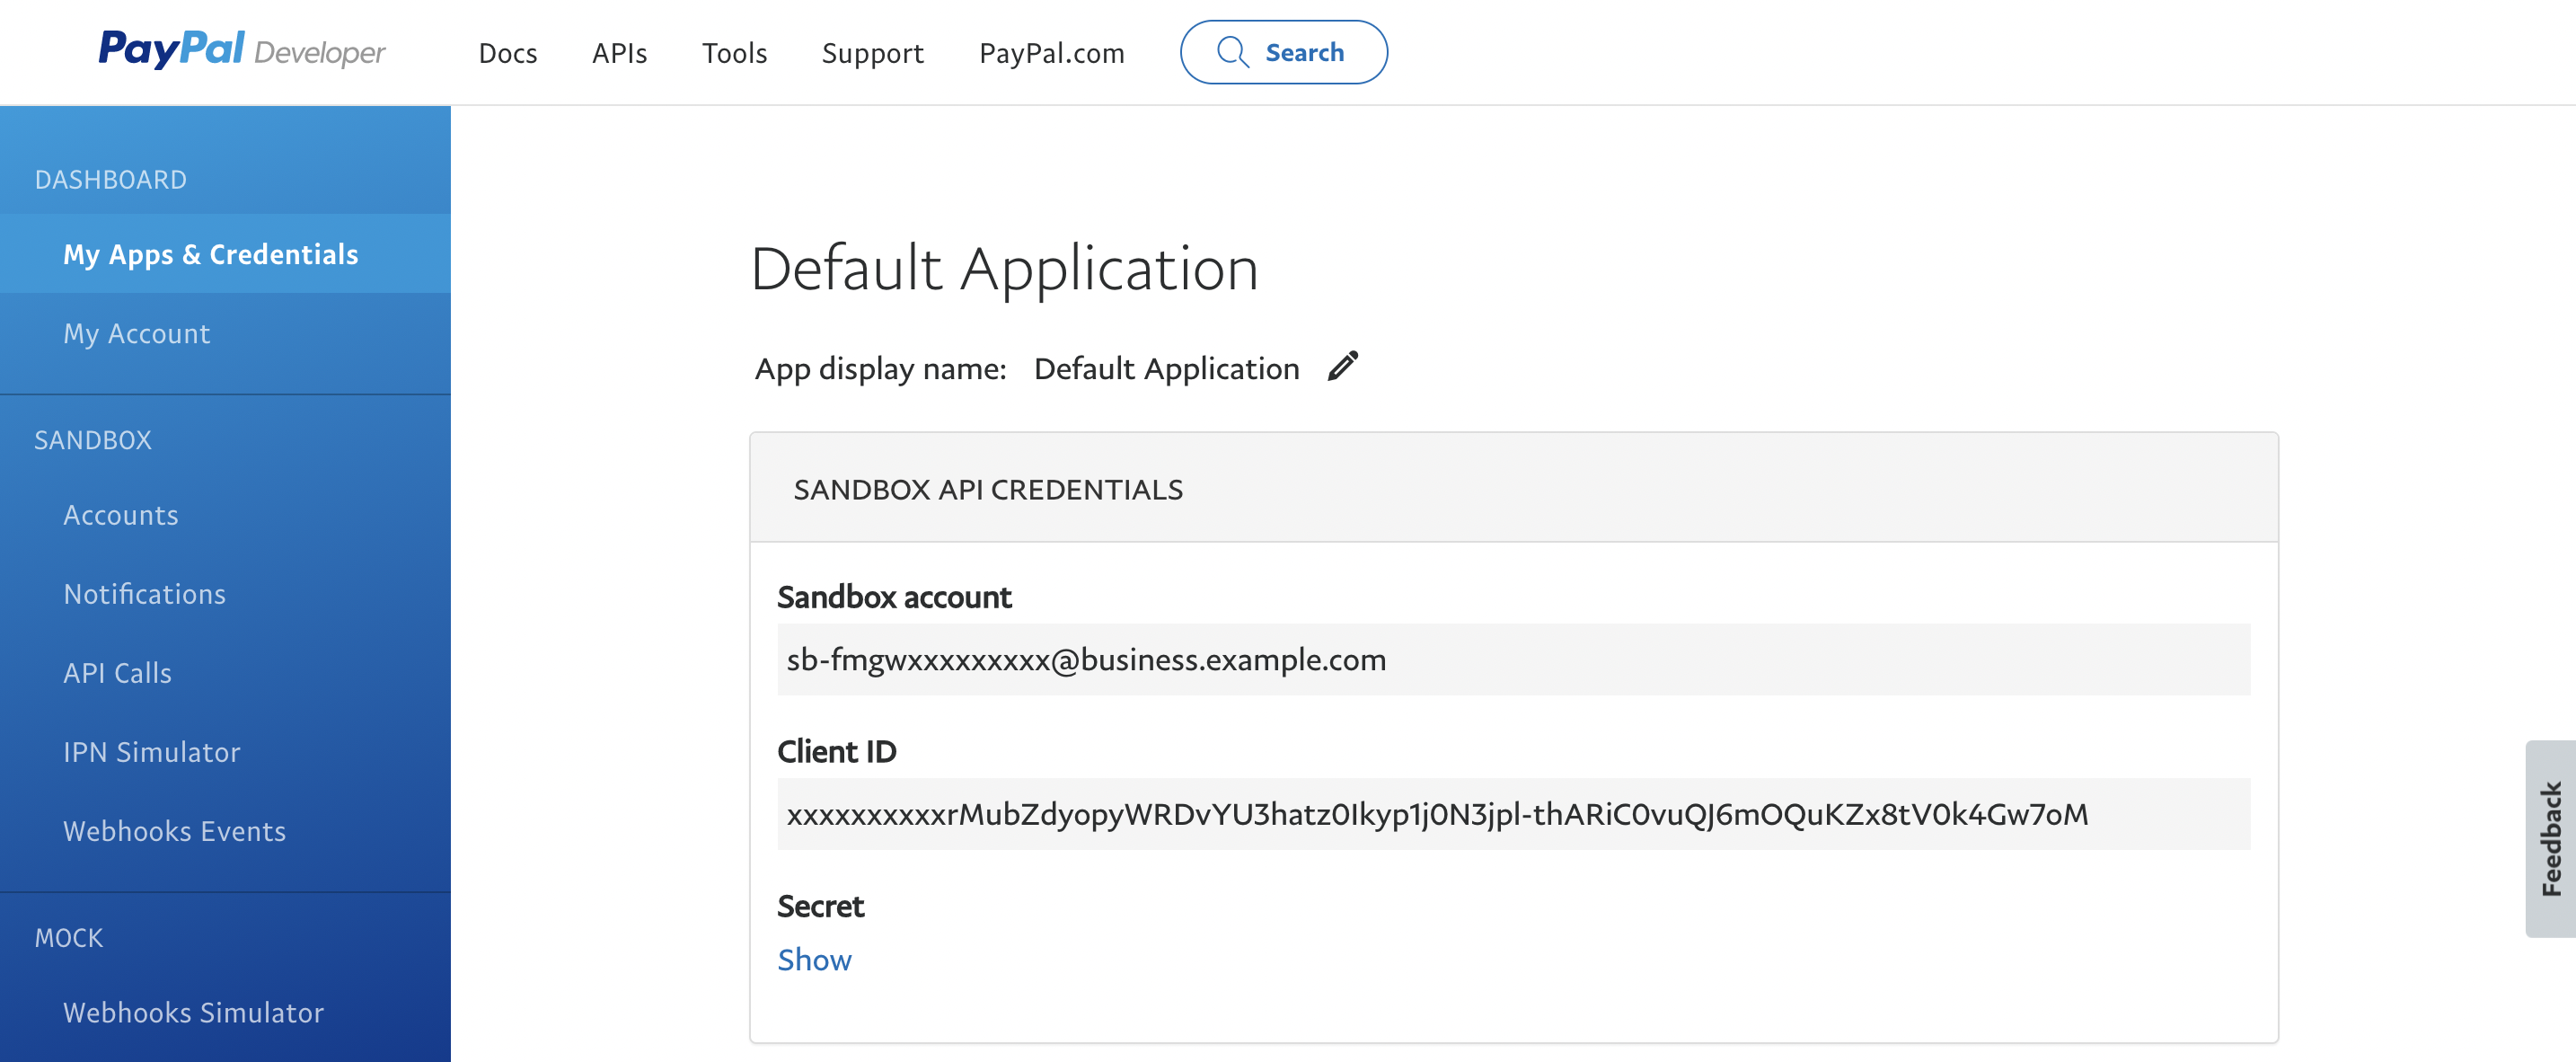 PayPal Developer Docs APIs Tools Support PayPal.com Search
DASHBOARD
My Apps & Credentials
My Account
SANDBOX
Accounts
Notifications
API Calls
IPN Simulator
Webhooks Events
MOCK
Webhooks Simulator
Default Application
App display name: Default Application
SANDBOX API CREDENTIALS
Sandbox account
sb-fmgwxxxxxxxxx@business.example.com
Client ID
xxxxxxxxxxrMubZdyopyWRDvYU3hatz0Ikyp1j0N3jpl-thARiC0vuQJ6mOQuKZx8tV0k4Gw7oM
Secret
Show
Feedback